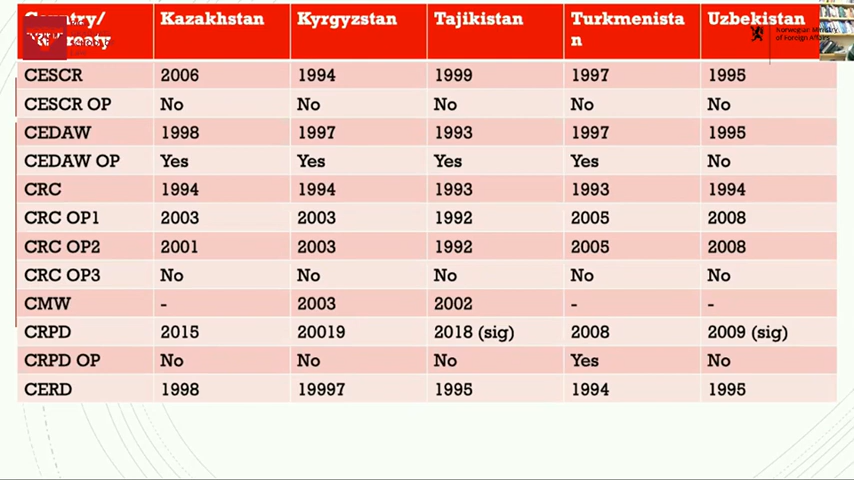 Country/ Kazakhstan Kyrgyzstan Tajikistan Turkmenista Uzbekistan
n
Norwegian Ministry
of Foreign Affairs
CESCR 2006 1994 1999 1997 1995
CESCR OP No No No No No
CEDAW 1998 1997 1993 1997 1995
CEDAW OP Yes Yes Yes Yes No
CRC 1994 1994 1993 1993 1994
CRC OP1 2003 2003 1992 2005 2008
CRC OP2 2001 2003 1992 2005 2008
CRC OP3 No No No No No
CMW - 2003 2002 - -
CRPD 2015 20019 2018 (sig) 2008 2009 (sig)
CRPD OP No No No Yes No
CERD 1998 19997 1995 1994 1995